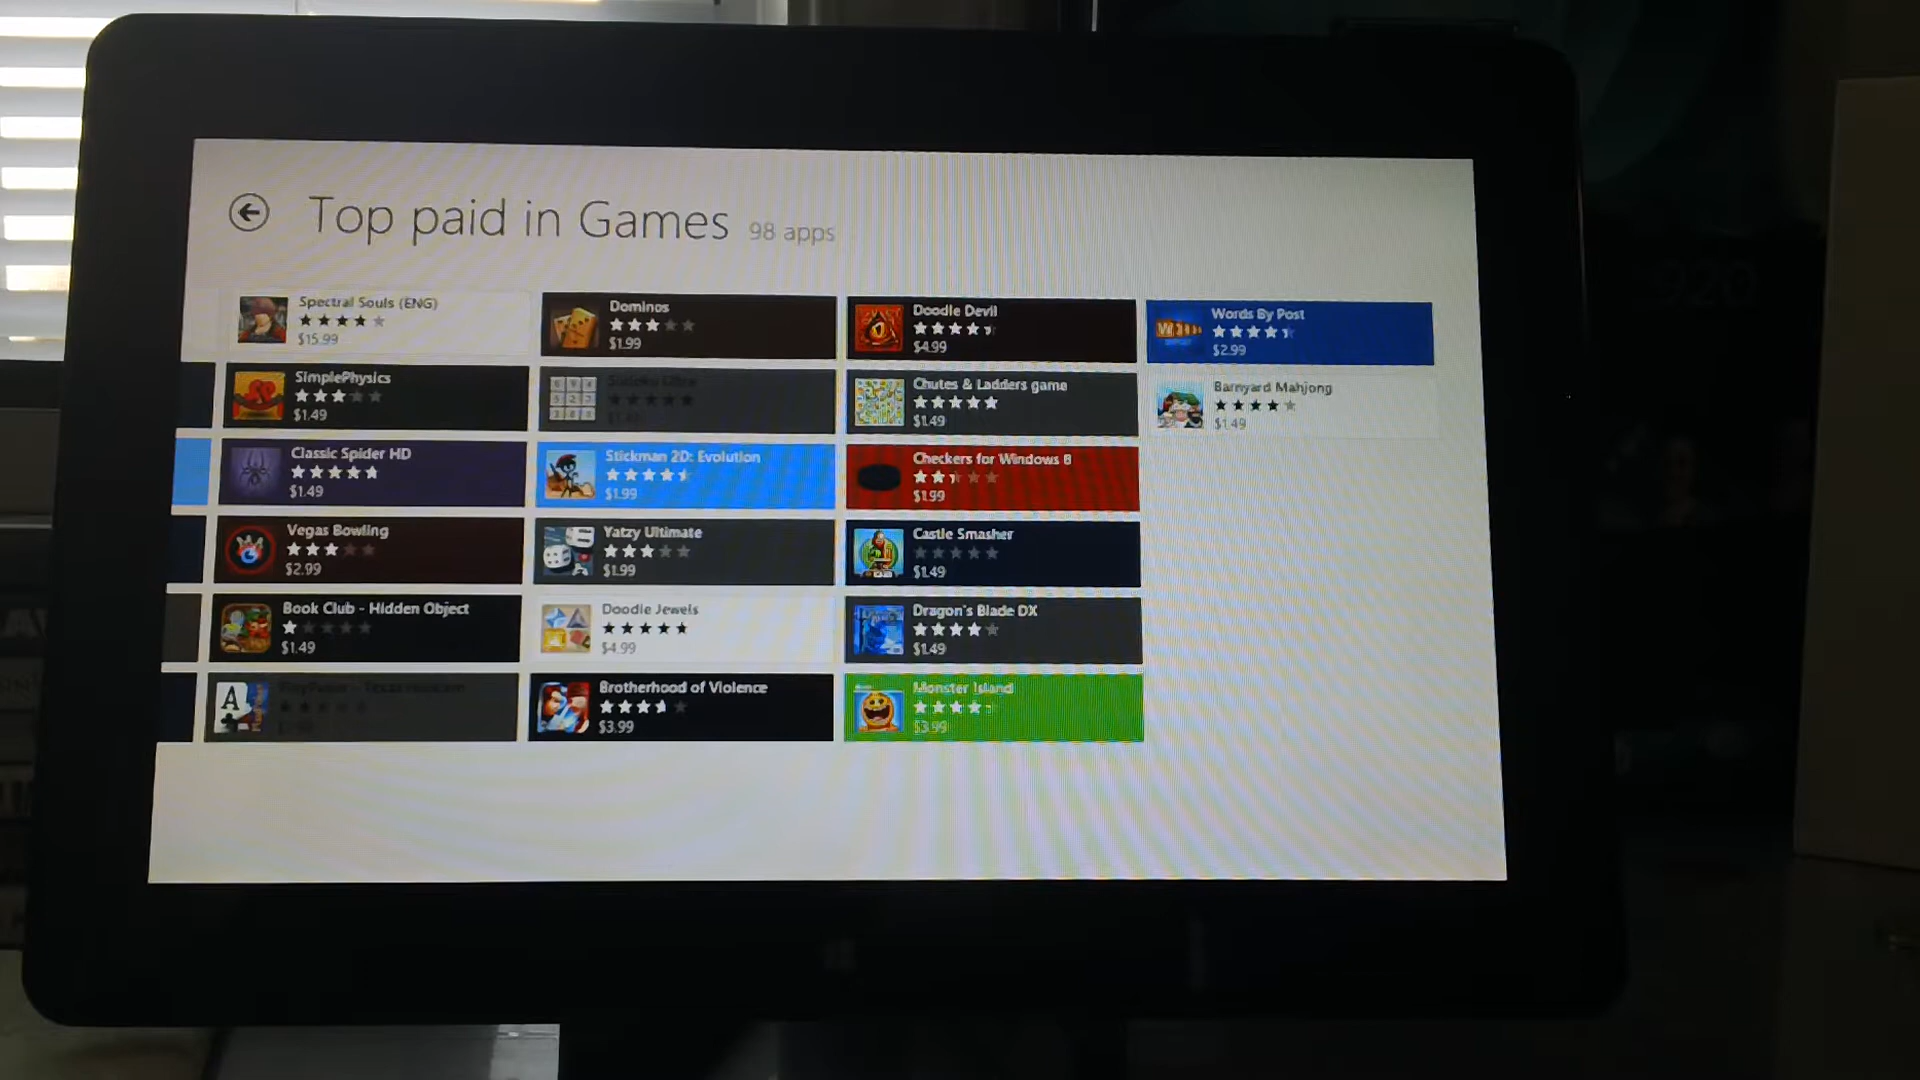 Top paid in Games 98 apps
Spectral Souls (ENG)
$15.99
SimplePhysics
$1.49
Classic Spider HD
$1.49
Vegas Bowling
$2.99
Book Club - Hidden Object
$1.49
A
Dominos
$1.99
Stickman 2D: Evolution
$1.99
Yatzy Ultimate
$1.99
Doodle Jewels
$4.99
Brotherhood of Violence
$3.99
Doodle Devil
$4.99
Chutes & Ladders game
$1.49
Checkers for Windows 8
$1.99
Castle Smasher
$1.49
Dragon's Blade DX
$1.49
Monster Island
$3.99
Words By Post
$2.99
Barnyard Mahjong
$1.49
920